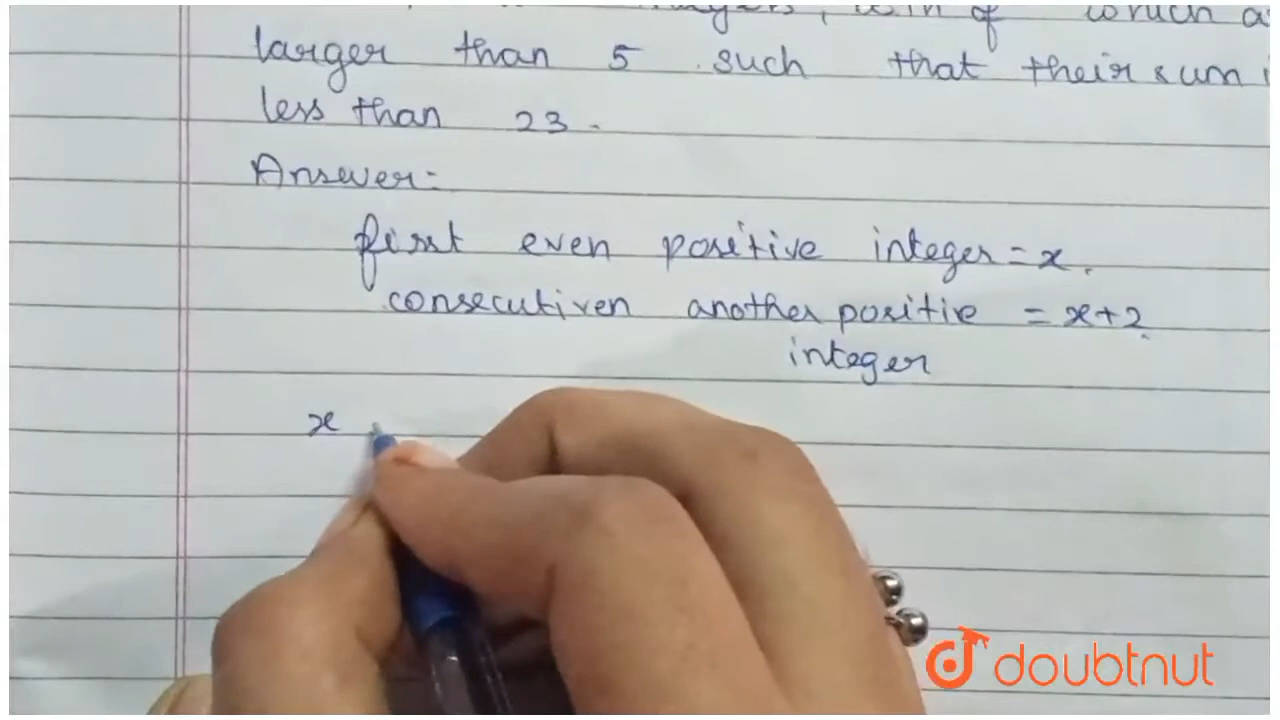 which a
larger than 5 such that their sum i
less than 23.
Answer:
first even positive integer = x.
consecutiven another positive = x+2
integer
x
doubtnut